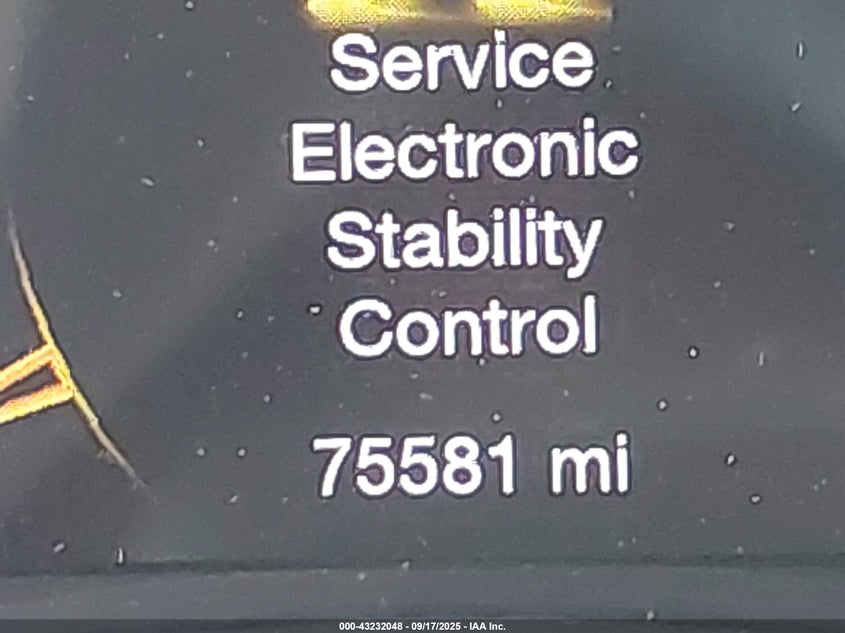 Service
Electronic
Stability
Control
75581 mi
000-43232048 - 09/17/2025 - IAA Inc.